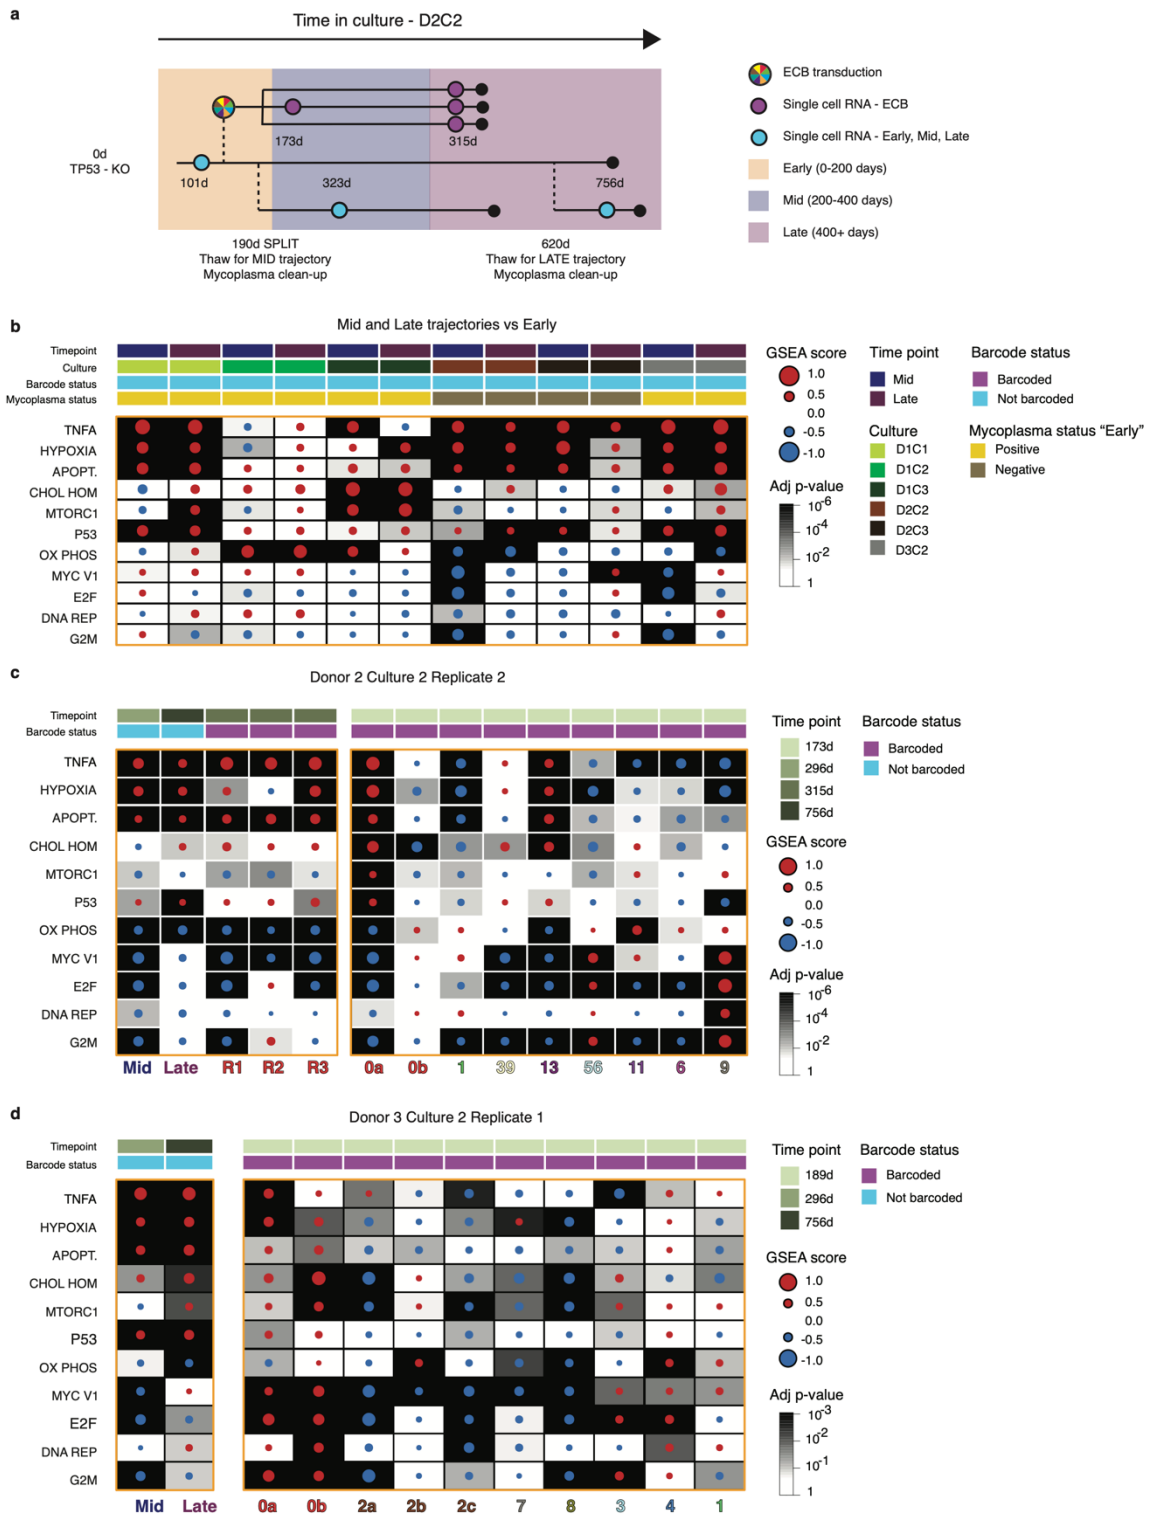 a
Time in culture - D2C2
0d
TP53 - KO
173d
315d
101d
323d
756d
190d SPLIT
Thaw for MID trajectory
Mycoplasma clean-up
620d
Thaw for LATE trajectory
Mycoplasma clean-up
ECB transduction
Single cell RNA - ECB
Single cell RNA - Early, Mid, Late
Early (0-200 days)
Mid (200-400 days)
Late (400+ days)
b
Mid and Late trajectories vs Early
Timepoint
Culture
Barcode status
Mycoplasma status
TNFA
HYPOXIA
APOPT.
CHOL HOM
MTORC1
P53
OX PHOS
MYC V1
E2F
DNA REP
G2M
GSEA score
1.0
0.5
0.0
-0.5
-1.0
Adj p-value
10-6
10-4
10-2
1
Time point
Mid
Late
Culture
D1C1
D1C2
D1C3
D2C2
D2C3
D3C2
Barcode status
Barcoded
Not barcoded
Mycoplasma status “Early”
Positive
Negative
c
Donor 2 Culture 2 Replicate 2
Timepoint
Barcode status
TNFA
HYPOXIA
APOPT.
CHOL HOM
MTORC1
P53
OX PHOS
MYC V1
E2F
DNA REP
G2M
Mid Late R1 R2 R3 0a 0b 1 39 13 56 11 6 9
Time point
173d
296d
315d
756d
Barcode status
Barcoded
Not barcoded
GSEA score
1.0
0.5
0.0
-0.5
-1.0
Adj p-value
10-6
10-4
10-2
1
d
Donor 3 Culture 2 Replicate 1
Timepoint
Barcode status
TNFA
HYPOXIA
APOPT.
CHOL HOM
MTORC1
P53
OX PHOS
MYC V1
E2F
DNA REP
G2M
Mid Late 0a 0b 2a 2b 2c 7 8 3 4 1
Time point
189d
296d
756d
Barcode status
Barcoded
Not barcoded
GSEA score
1.0
0.5
0.0
-0.5
-1.0
Adj p-value
10-3
10-2
10-1
1